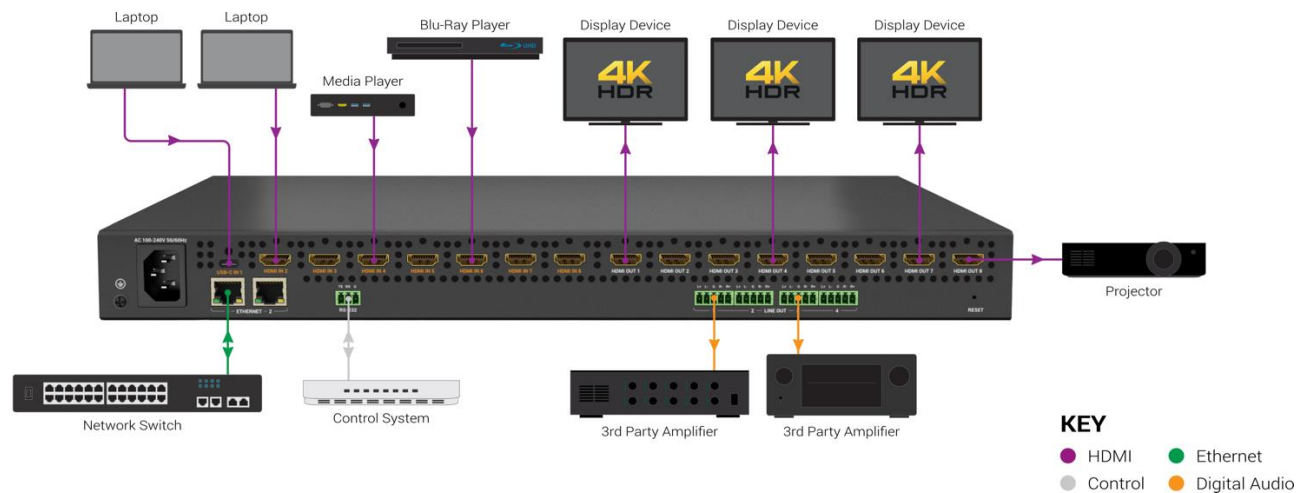 Laptop
Laptop
Blu-Ray Player
Display Device
Display Device
Display Device
Media Player
4K
HDR
4K
HDR
4K
HDR
AC 100-240V 50/60Hz
USB-C IN 1
HDMI IN 2
HDMI IN 3
HDMI IN 4
HDMI IN 5
HDMI IN 6
HDMI IN 7
HDMI IN 8
HDMI OUT 1
HDMI OUT 2
HDMI OUT 3
HDMI OUT 4
HDMI OUT 5
HDMI OUT 6
HDMI OUT 7
HDMI OUT 8
Projector
ETHERNET - 2
RS-232
2 - LINE OUT - 4
RESET
Network Switch
Control System
3rd Party Amplifier
3rd Party Amplifier
KEY
HDMI
Ethernet
Control
Digital Audio